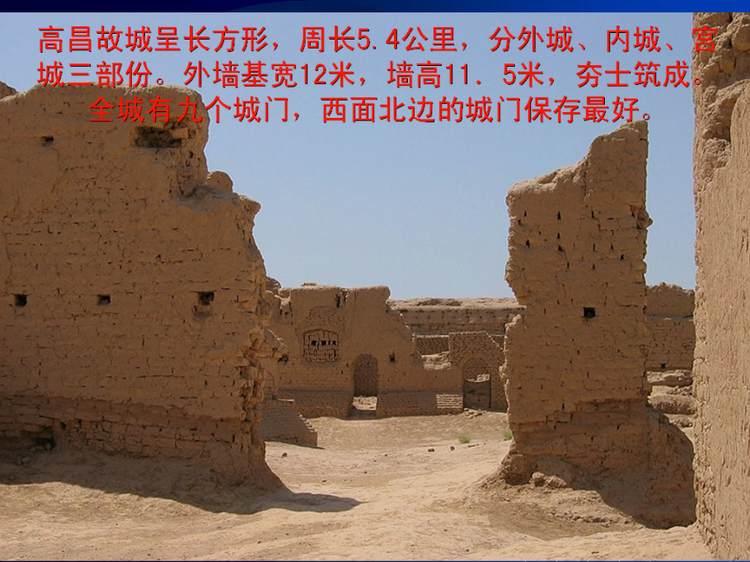 高昌故城呈长方形，周长5.4公里，分外城、内城、宫
城三部份。外墙基宽12米，墙高11．5米，夯士筑成。
全城有九个城门，西面北边的城门保存最好。